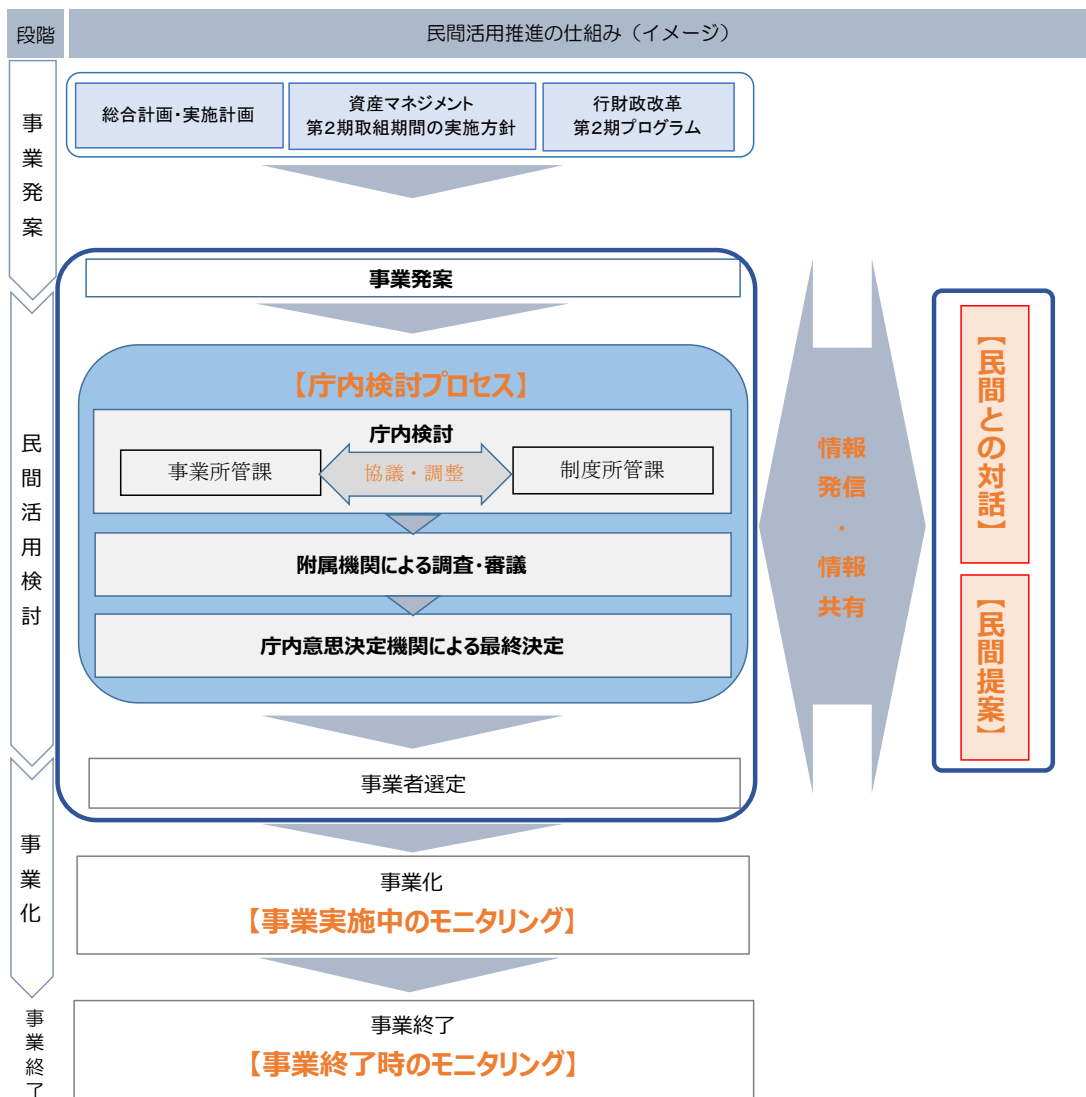 段階
民間活用推進の仕組み（イメージ）
事業発案
総合計画・実施計画
資産マネジメント
第2期取組期間の実施方針
行財政改革
第2期プログラム
事業発案
民間活用検討
【庁内検討プロセス】
庁内検討
事業所管課
協議・調整
制度所管課
附属機関による調査・審議
庁内意思決定機関による最終決定
事業者選定
情報
発信
・
情報
共有
【民間との対話】
【民間提案】
事業化
事業化
【事業実施中のモニタリング】
事業終了
事業終了
【事業終了時のモニタリング】